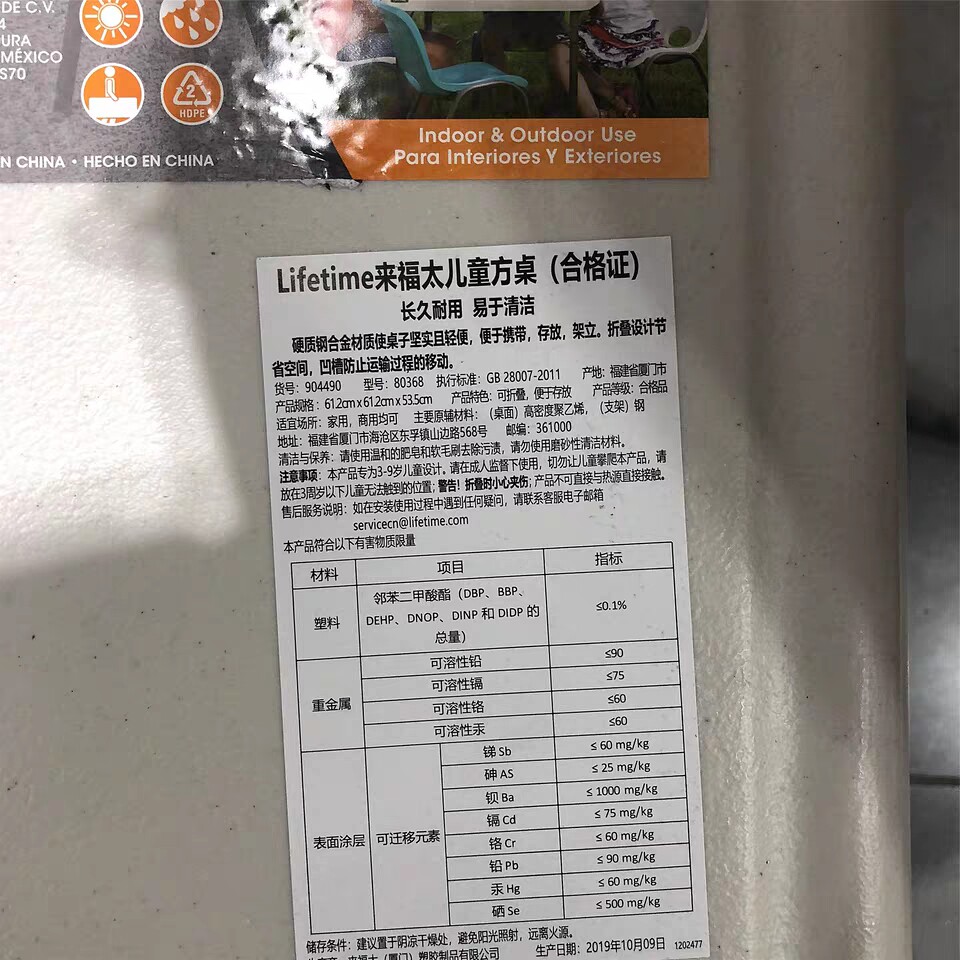 DE C.V.
4
URA
MÉXICO
S70
2
HDPE
N CHINA • HECHO EN CHINA
Indoor & Outdoor Use
Para Interiores Y Exteriores
Lifetime来福太儿童方桌（合格证）
长久耐用 易于清洁
硬质钢合金材质使桌子坚实且轻便，便于携带，存放，架立。折叠设计节
省空间，凹槽防止运输过程的移动。
货号：904490 型号：80368 执行标准：GB 28007-2011 产地：福建省厦门市
产品规格：61.2cm x 61.2cm x 53.5cm 产品特色：可折叠，便于存放 产品等级：合格品
适宜场所：家用，商用均可 主要原辅材料：（桌面）高密度聚乙烯，（支架）钢
地址：福建省厦门市海沧区东孚镇山边路568号 邮编：361000
清洁与保养：请使用温和的肥皂和软毛刷去除污渍，请勿使用磨砂性清洁材料。
注意事项：本产品专为3-9岁儿童设计。请在成人监督下使用，切勿让儿童攀爬本产品，请
放在3周岁以下儿童无法触到的位置；警告！折叠时小心夹伤；产品不可直接与热源直接接触。
售后服务说明：如在安装使用过程中遇到任何疑问，请联系客服电子邮箱
servicecn@lifetime.com
本产品符合以下有害物质限量
材料 项目 指标
塑料 邻苯二甲酸酯（DBP、BBP、
DEHP、DNOP、DINP 和 DIDP 的
总量） ≤0.1%
重金属 可溶性铅 ≤90
可溶性镉 ≤75
可溶性铬 ≤60
可溶性汞 ≤60
表面涂层 可迁移元素 锑 Sb ≤ 60 mg/kg
砷 AS ≤ 25 mg/kg
钡 Ba ≤ 1000 mg/kg
镉 Cd ≤ 75 mg/kg
铬 Cr ≤ 60 mg/kg
铅 Pb ≤ 90 mg/kg
汞 Hg ≤ 60 mg/kg
硒 Se ≤ 500 mg/kg
储存条件：建议置于阴凉干燥处，避免阳光照射，远离火源。
生产商：来福太（厦门）塑胶制品有限公司 生产日期：2019年10月09日 1202477